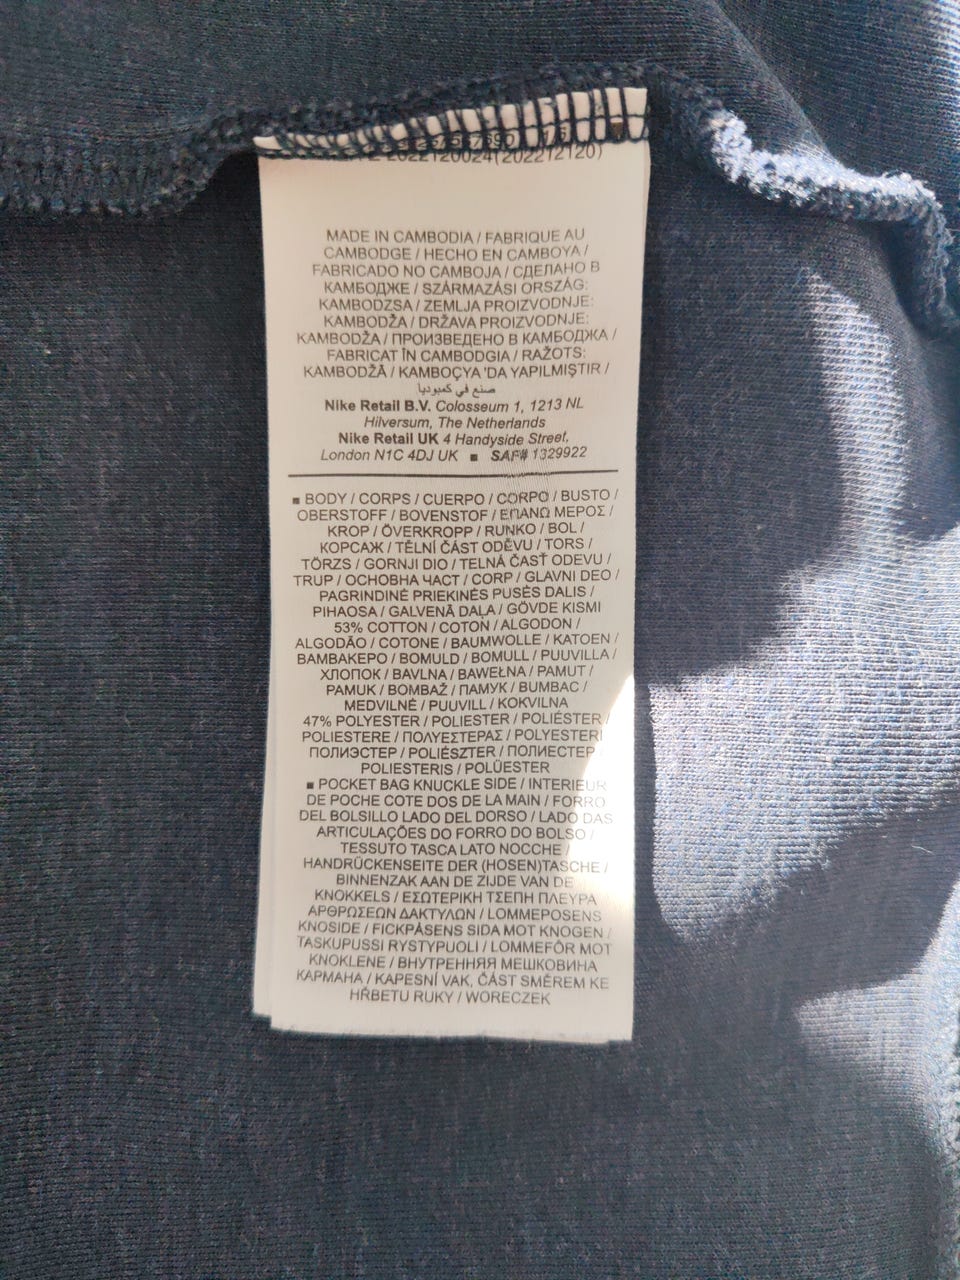 2022120024(202212120)
MADE IN CAMBODIA / FABRIQUE AU
CAMBODGE / HECHO EN CAMBOYA /
FABRICADO NO CAMBOJA / СДЕЛАНО В
КАМБОДЖЕ / SZÁRMAZÁSI ORSZÁG:
KAMBODZSA / ZEMLJA PROIZVODNJE:
KAMBODŽA / DRŽAVA PROIZVODNJE:
KAMBODŽA / ПРОИЗВЕДЕНО В КАМБОДЖА /
FABRICAT ÎN CAMBODGIA / RAŽOTS:
KAMBODŽĀ / KAMBOÇYA 'DA YAPILMIŞTIR /
صنع في كمبوديا
Nike Retail B.V. Colosseum 1, 1213 NL
Hilversum, The Netherlands
Nike Retail UK 4 Handyside Street,
London N1C 4DJ UK ■ SAF# 1329922
■ BODY / CORPS / CUERPO / CORPO / BUSTO /
OBERSTOFF / BOVENSTOF / ΕΠΑΝΩ ΜΕΡΟΣ /
KROP / ÖVERKROPP / RUNKO / BOL /
КОРСАЖ / TĚLNÍ ČÁST ODĚVU / TORS /
TÖRZS / GORNJI DIO / TELNÁ ČASŤ ODEVU /
TRUP / ОСНОВНА ЧАСТ / CORP / GLAVNI DEO /
PAGRINDINĖ PRIEKINĖS PUSĖS DALIS /
PIHAOSA / GALVENĀ DAĻA / GÖVDE KISMI
53% COTTON / COTON / ALGODON /
ALGODÃO / COTONE / BAUMWOLLE / KATOEN /
ΒΑΜΒΑΚΕΡΟ / BOMULD / BOMULL / PUUVILLA /
ХЛОПОК / BAVLNA / BAWEŁNA / PAMUT /
PAMUK / BOMBAŽ / ПАМУК / BUMBAC /
MEDVILNĖ / PUUVILL / KOKVILNA
47% POLYESTER / POLIESTER / POLIÉSTER /
POLIESTERE / ΠΟΛΥΕΣΤΕΡΑΣ / POLYESTERI
ПОЛИЭСТЕР / POLIÉSZTER / ПОЛИЕСТЕР /
POLIESTERIS / POLÜESTER
■ POCKET BAG KNUCKLE SIDE / INTERIEUR
DE POCHE COTE DOS DE LA MAIN / FORRO
DEL BOLSILLO LADO DEL DORSO / LADO DAS
ARTICULAÇÕES DO FORRO DO BOLSO /
TESSUTO TASCA LATO NOCCHE /
HANDRÜCKENSEITE DER (HOSEN)TASCHE /
BINNENZAK AAN DE ZIJDE VAN DE
KNOKKELS / ΕΣΩΤΕΡΙΚΗ ΤΣΕΠΗ ΠΛΕΥΡΑ
ΑΡΘΡΩΣΕΩΝ ΔΑΚΤΥΛΩΝ / LOMMEPOSENS
KNOSIDE / FICKPÅSENS SIDA MOT KNOGEN /
TASKUPUSSI RYSTYPUOLI / LOMMEFÔR MOT
KNOKLENE / ВНУТРЕННЯЯ МЕШКОВИНА
КАРМАНА / KAPESNÍ VAK, ČÁST SMĚREM KE
HŘBETU RUKY / WORECZEK